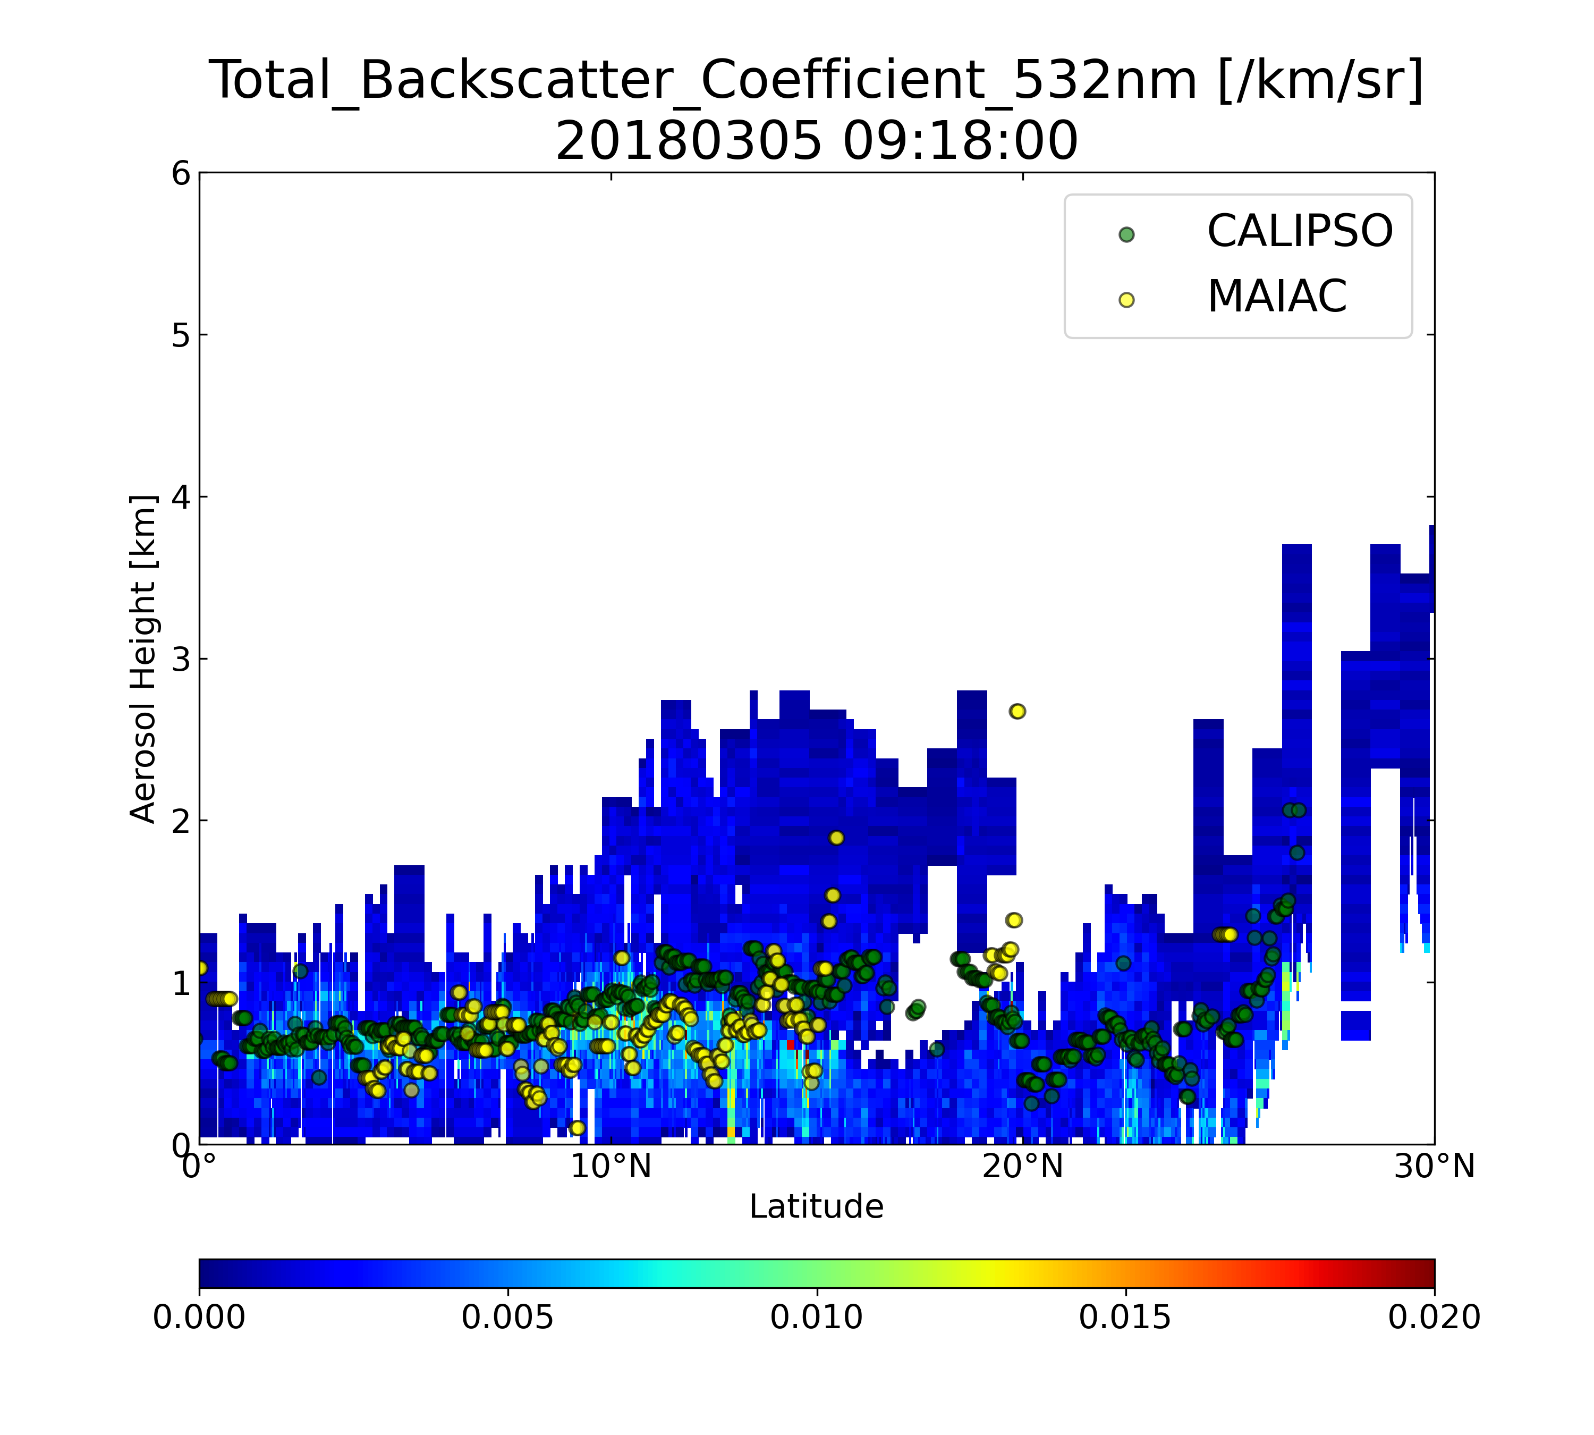 Total_Backscatter_Coefficient_532nm [/km/sr]
20180305 09:18:00
CALIPSO
MAIAC
6
5
4
3
2
1
0
Aerosol Height [km]
0° 10°N 20°N 30°N
Latitude
0.000 0.005 0.010 0.015 0.020